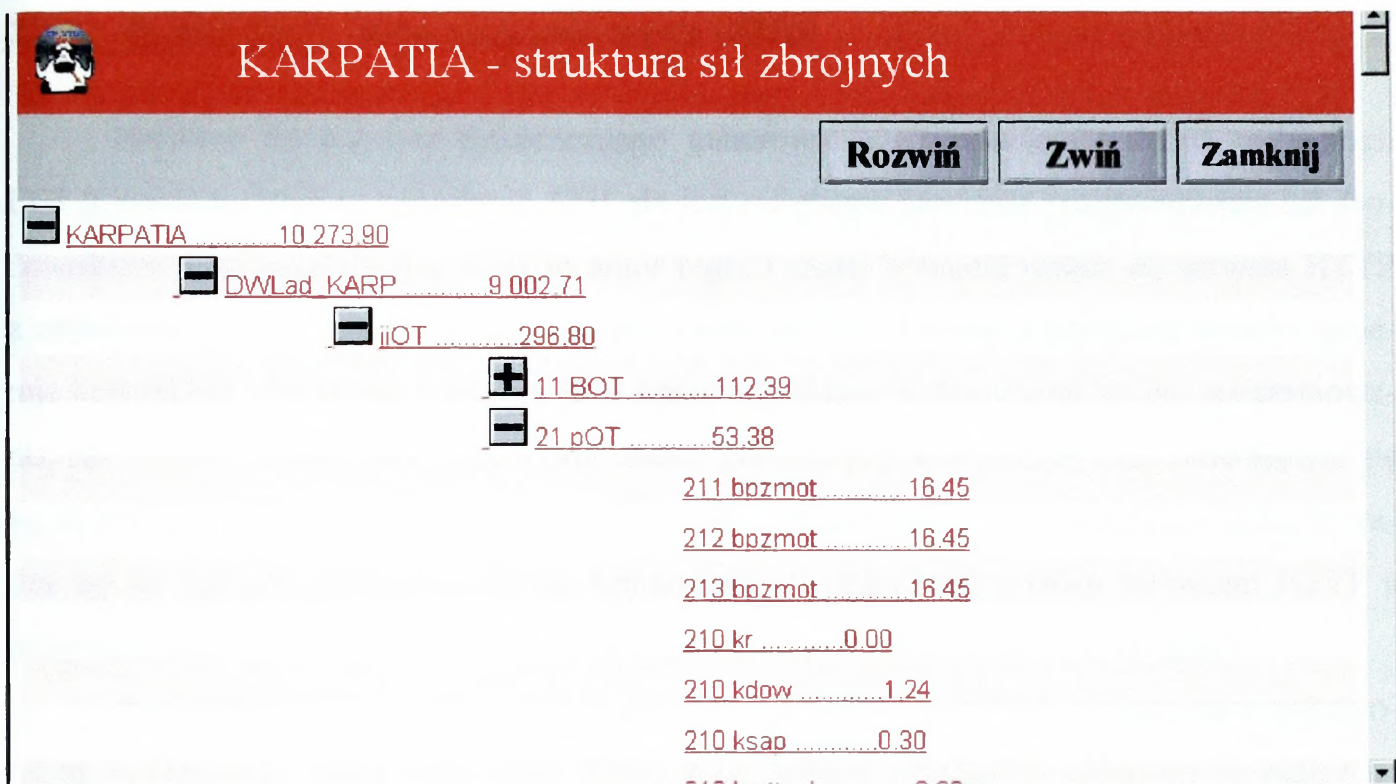 KARPATIA - struktura sił zbrojnych
Rozwiń Zwiń Zamknij
KARPATIA ............10 273,90
DWLad_KARP ............9 002,71
iiOT ............296,80
11 BOT ............112,39
21 pOT ............53,38
211 bpzmot ............16,45
212 bpzmot ............16,45
213 bpzmot ............16,45
210 kr ............0,00
210 kdow ............1,24
210 ksap ............0,30